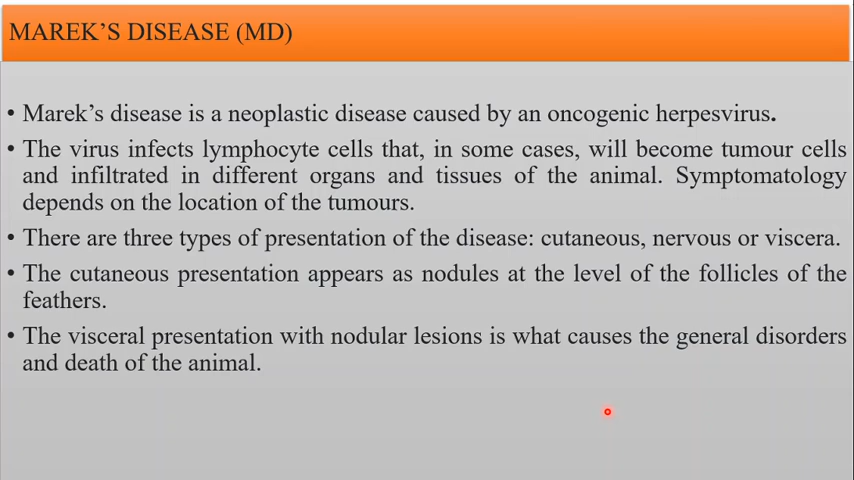 MAREK’S DISEASE (MD)
• Marek’s disease is a neoplastic disease caused by an oncogenic herpesvirus.
• The virus infects lymphocyte cells that, in some cases, will become tumour cells
and infiltrated in different organs and tissues of the animal. Symptomatology
depends on the location of the tumours.
• There are three types of presentation of the disease: cutaneous, nervous or viscera.
• The cutaneous presentation appears as nodules at the level of the follicles of the
feathers.
• The visceral presentation with nodular lesions is what causes the general disorders
and death of the animal.